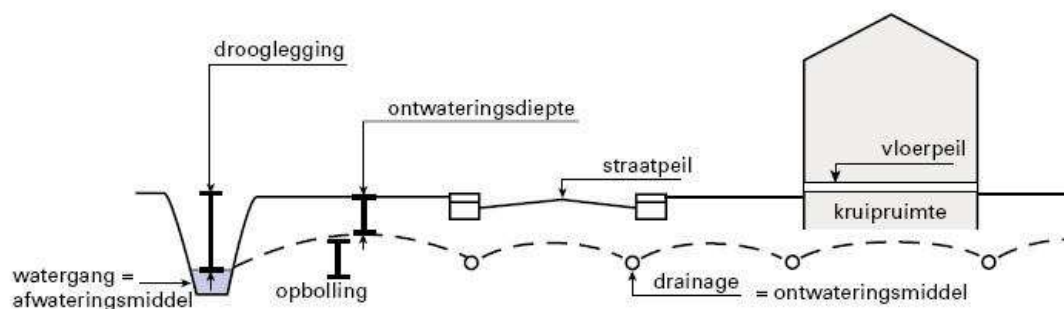 drooglegging
ontwateringsdiepte
straatpeil
vloerpeil
kruipruimte
watergang =
afwateringsmiddel
opbolling
drainage = ontwateringsmiddel